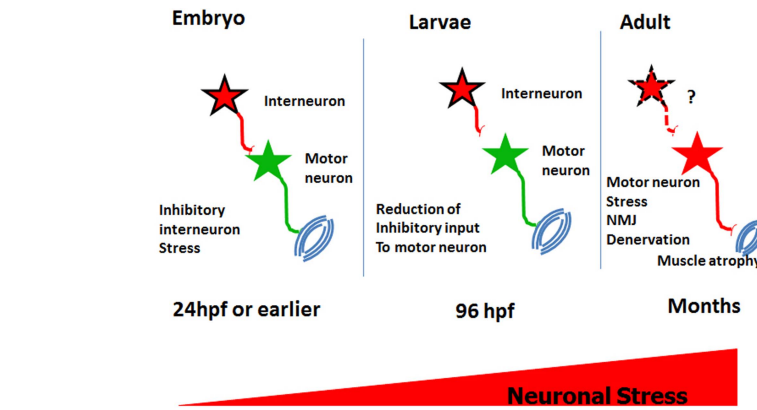 Embryo
Larvae
Adult
Interneuron
Interneuron
?
Motor
neuron
Motor
neuron
Motor neuron
Stress
NMJ
Denervation
Muscle atrophy
Inhibitory
interneuron
Stress
Reduction of
Inhibitory input
To motor neuron
24hpf or earlier
96 hpf
Months
Neuronal Stress